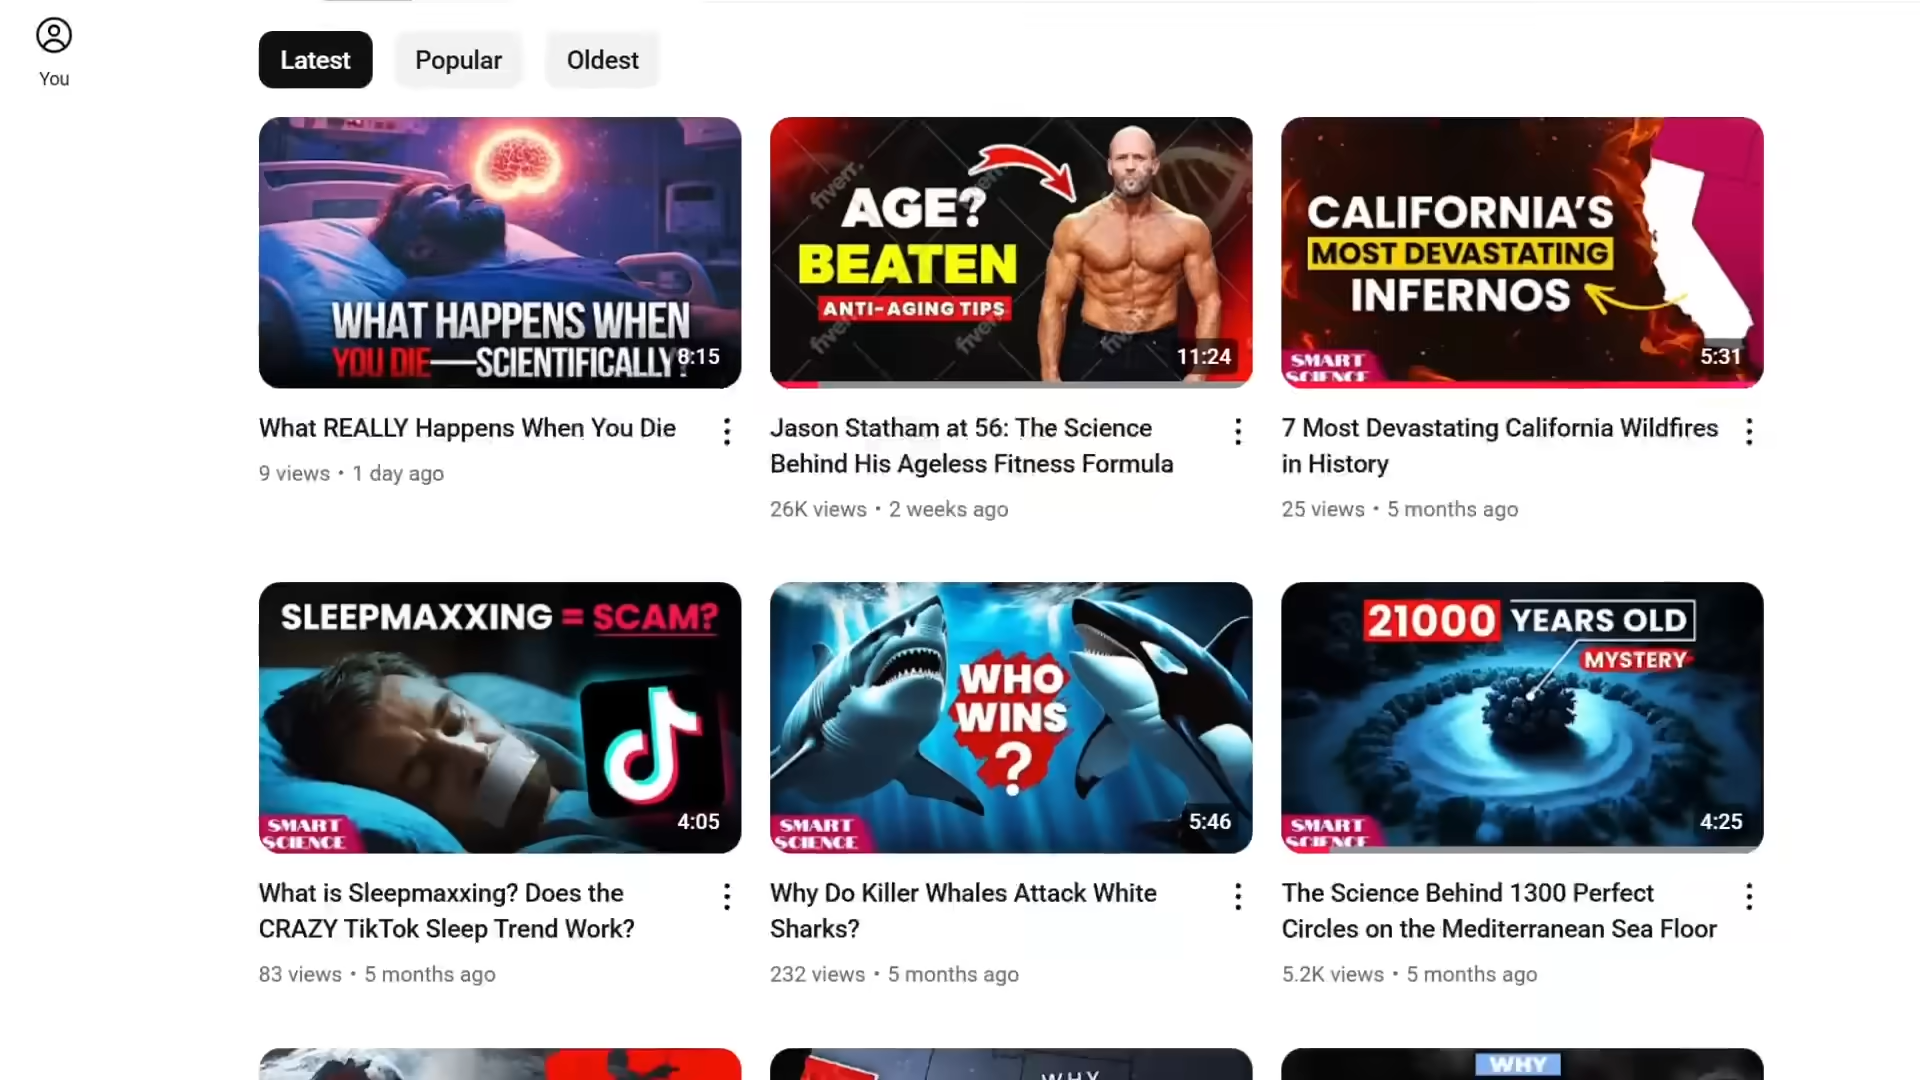 You
Latest
Popular
Oldest
WHAT HAPPENS WHEN
YOU DIE—SCIENTIFICALLY?
8:15
fiverr.
fiverr.
AGE?
BEATEN
ANTI-AGING TIPS
fiverr.
fiverr.
fiverr.
11:24
CALIFORNIA'S
MOST DEVASTATING
INFERNOS
SMART
SCIENCE
5:31
What REALLY Happens When You Die
9 views • 1 day ago
Jason Statham at 56: The Science
Behind His Ageless Fitness Formula
26K views • 2 weeks ago
7 Most Devastating California Wildfires
in History
25 views • 5 months ago
SLEEPMAXXING = SCAM?
SMART
SCIENCE
4:05
WHO
WINS
?
SMART
SCIENCE
5:46
21000 YEARS OLD
MYSTERY
SMART
SCIENCE
4:25
What is Sleepmaxxing? Does the
CRAZY TikTok Sleep Trend Work?
83 views • 5 months ago
Why Do Killer Whales Attack White
Sharks?
232 views • 5 months ago
The Science Behind 1300 Perfect
Circles on the Mediterranean Sea Floor
5.2K views • 5 months ago
WHY
WHY